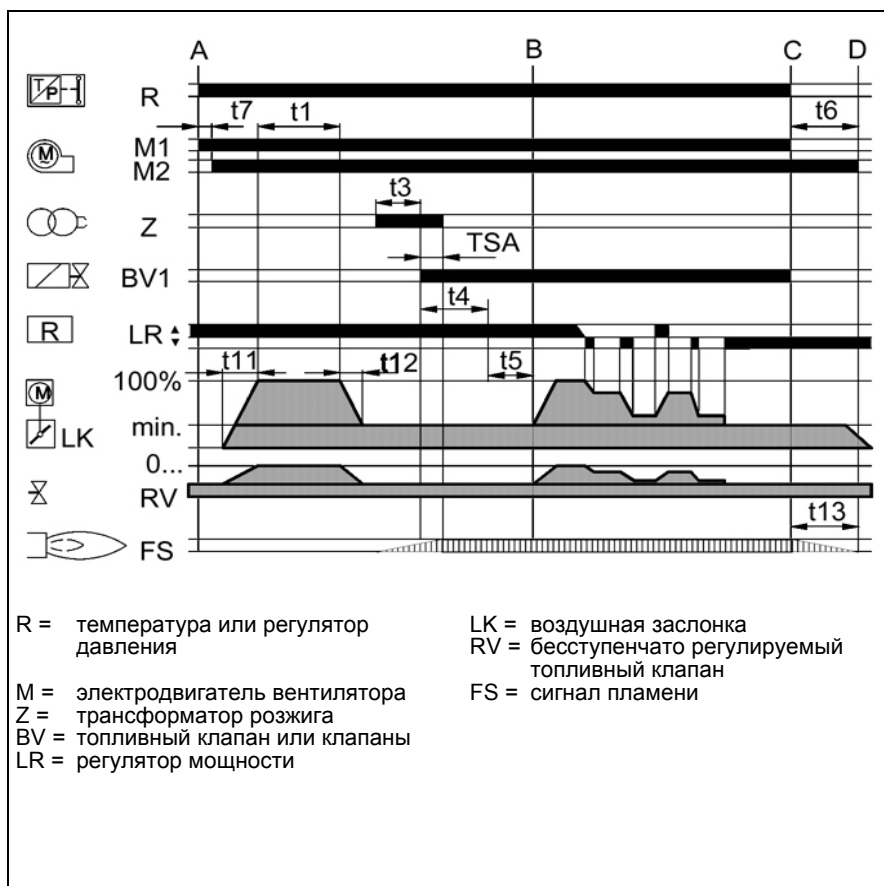 A B C D
T/P
R
t7 t1 t6
M
M1
M2
t3
Z
TSA
BV1
t4
R
LR
t11 t12 t5
100%
M
LK
min.
0...
RV
t13
FS
R = температура или регулятор давления
M = электродвигатель вентилятора
Z = трансформатор розжига
BV = топливный клапан или клапаны
LR = регулятор мощности
LK = воздушная заслонка
RV = бесступенчато регулируемый топливный клапан
FS = сигнал пламени